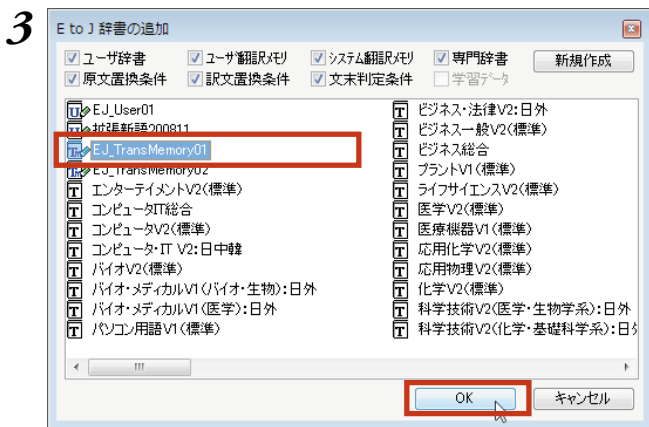 3
E to J 辞書の追加
ユーザ辞書 ユーザ翻訳メモリ システム翻訳メモリ 専門辞書 新規作成
原文置換条件 訳文置換条件 文末判定条件 学習データ
EJ_User01
拡張新語200811
EJ_TransMemory01
EJ_TransMemory02
エンターテイメントV2(標準)
コンピュータIT総合
コンピュータV2(標準)
コンピュータ・IT V2:日中韓
バイオV2(標準)
バイオ・メディカルV1(バイオ・生物):日外
バイオ・メディカルV1(医学):日外
パソコン用語V1(標準)
ビジネス・法律V2:日外
ビジネス一般V2(標準)
ビジネス総合
プラントV1(標準)
ライフサイエンスV2(標準)
医学V2(標準)
医療機器V1(標準)
応用化学V2(標準)
応用物理V2(標準)
化学V2(標準)
科学技術V2(医学・生物学系):日外
科学技術V2(化学・基礎科学系):日外
OK キャンセル